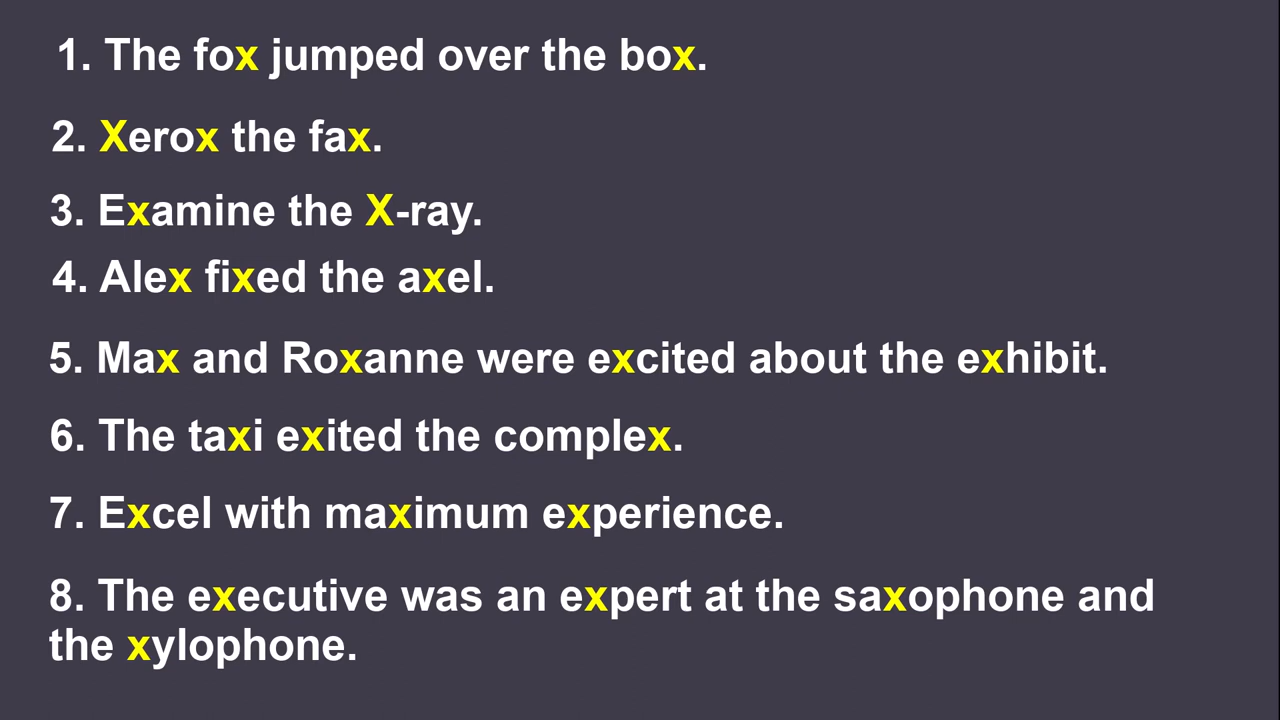 1. The fox jumped over the box.
2. Xerox the fax.
3. Examine the X-ray.
4. Alex fixed the axel.
5. Max and Roxanne were excited about the exhibit.
6. The taxi exited the complex.
7. Excel with maximum experience.
8. The executive was an expert at the saxophone and
the xylophone.